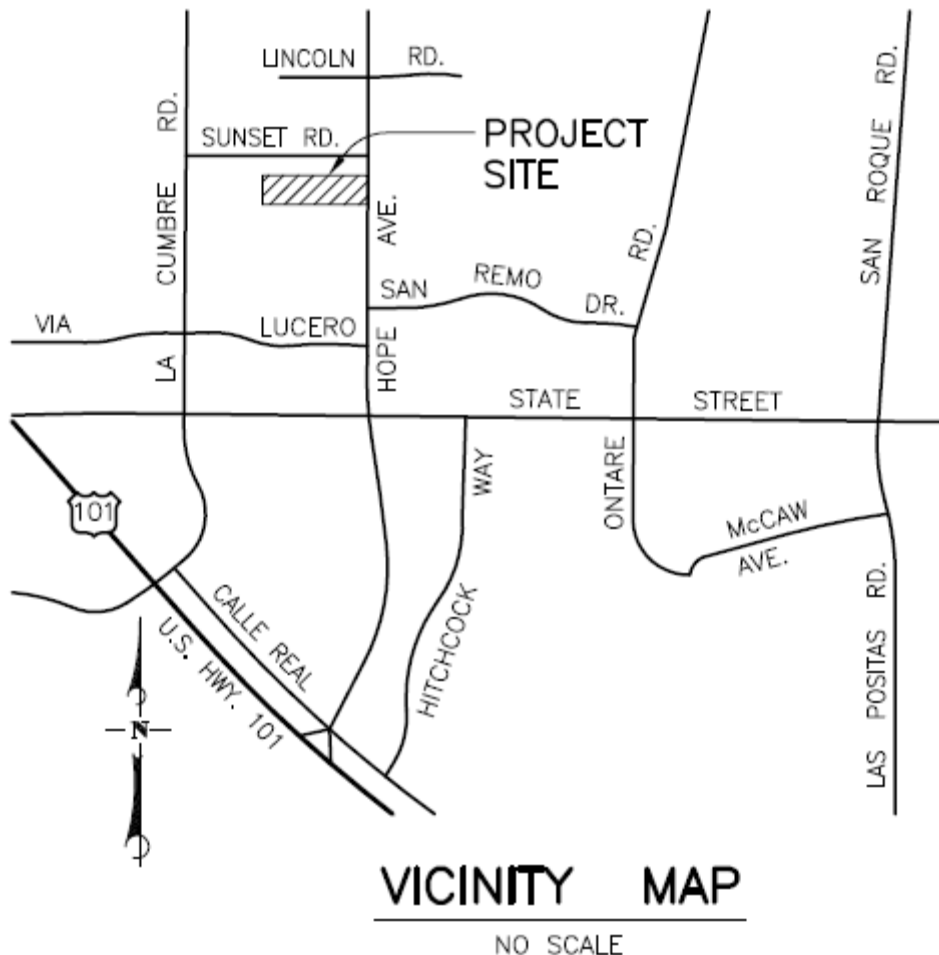 LINCOLN RD.
SUNSET RD.
PROJECT
SITE
LA CUMBRE RD.
HOPE AVE.
SAN REMO DR.
ONTARE RD.
SAN ROQUE RD.
VIA LUCERO
STATE STREET
101
CALLE REAL
U.S. HWY. 101
HITCHCOCK WAY
McCAW
AVE.
LAS POSITAS RD.
N
VICINITY MAP
NO SCALE